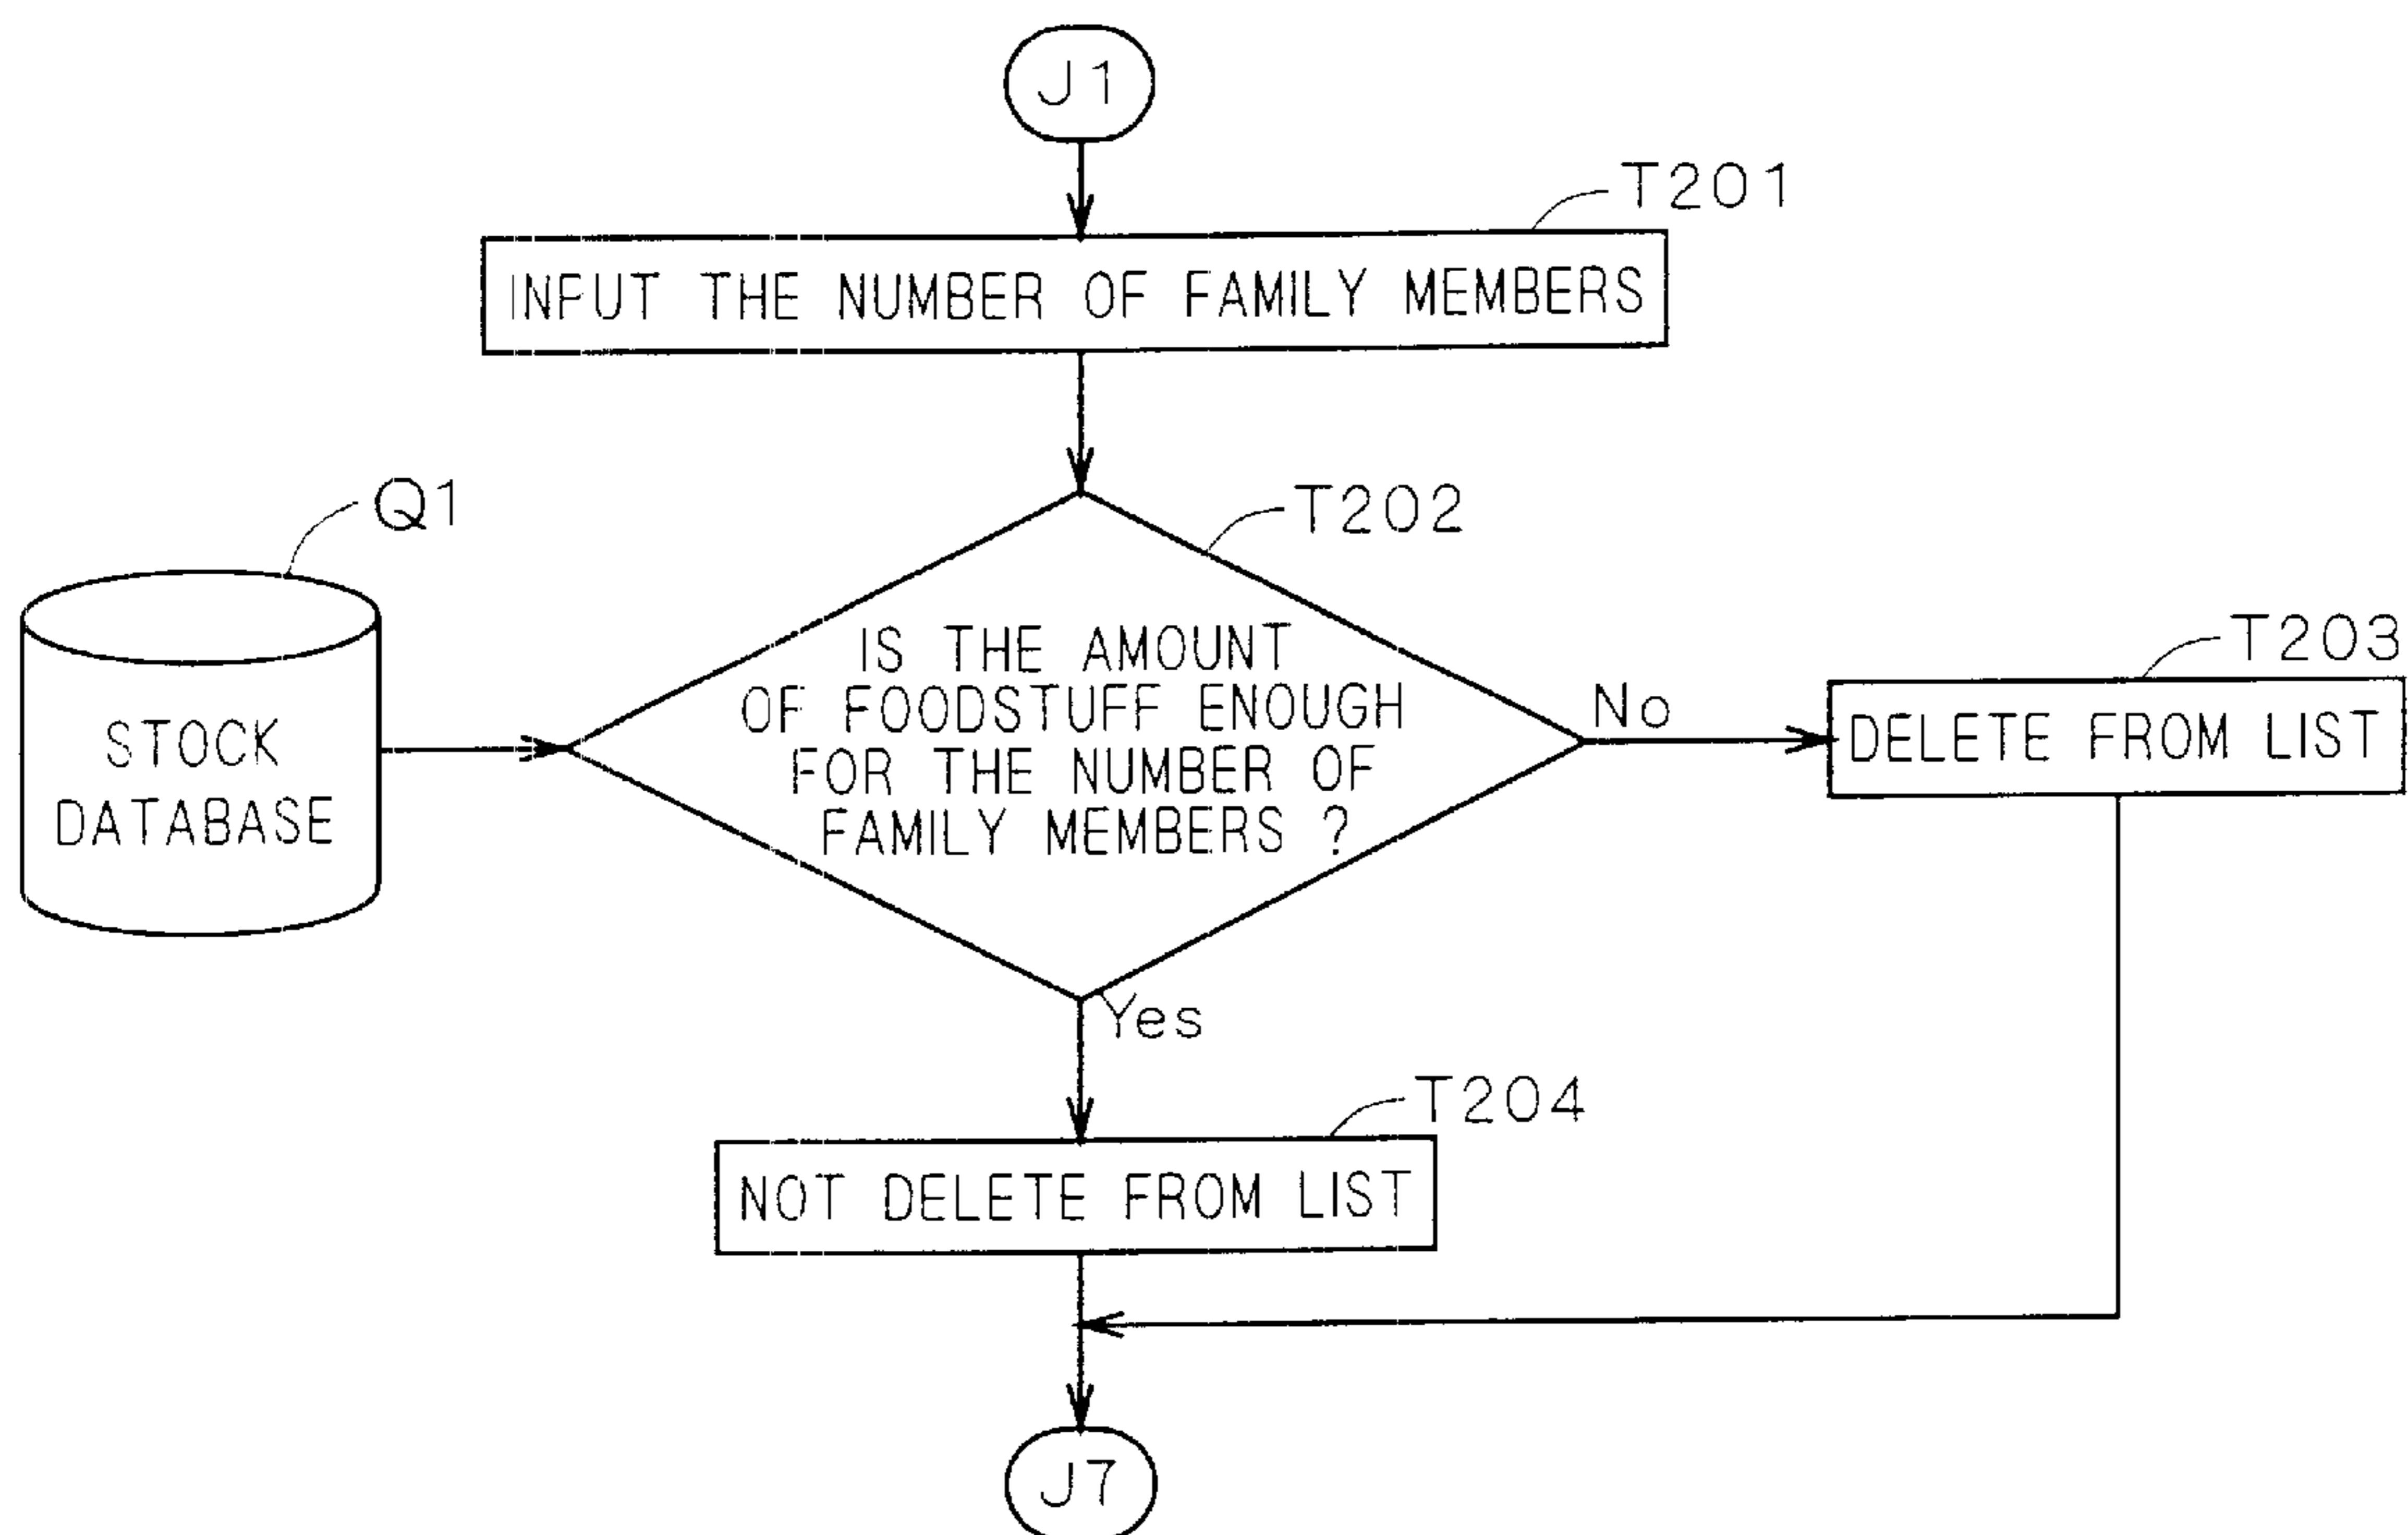 J1
T201
INPUT THE NUMBER OF FAMILY MEMBERS
Q1
T202
STOCK
DATABASE
IS THE AMOUNT
OF FOODSTUFF ENOUGH
FOR THE NUMBER OF
FAMILY MEMBERS ?
No
T203
DELETE FROM LIST
Yes
T204
NOT DELETE FROM LIST
J7